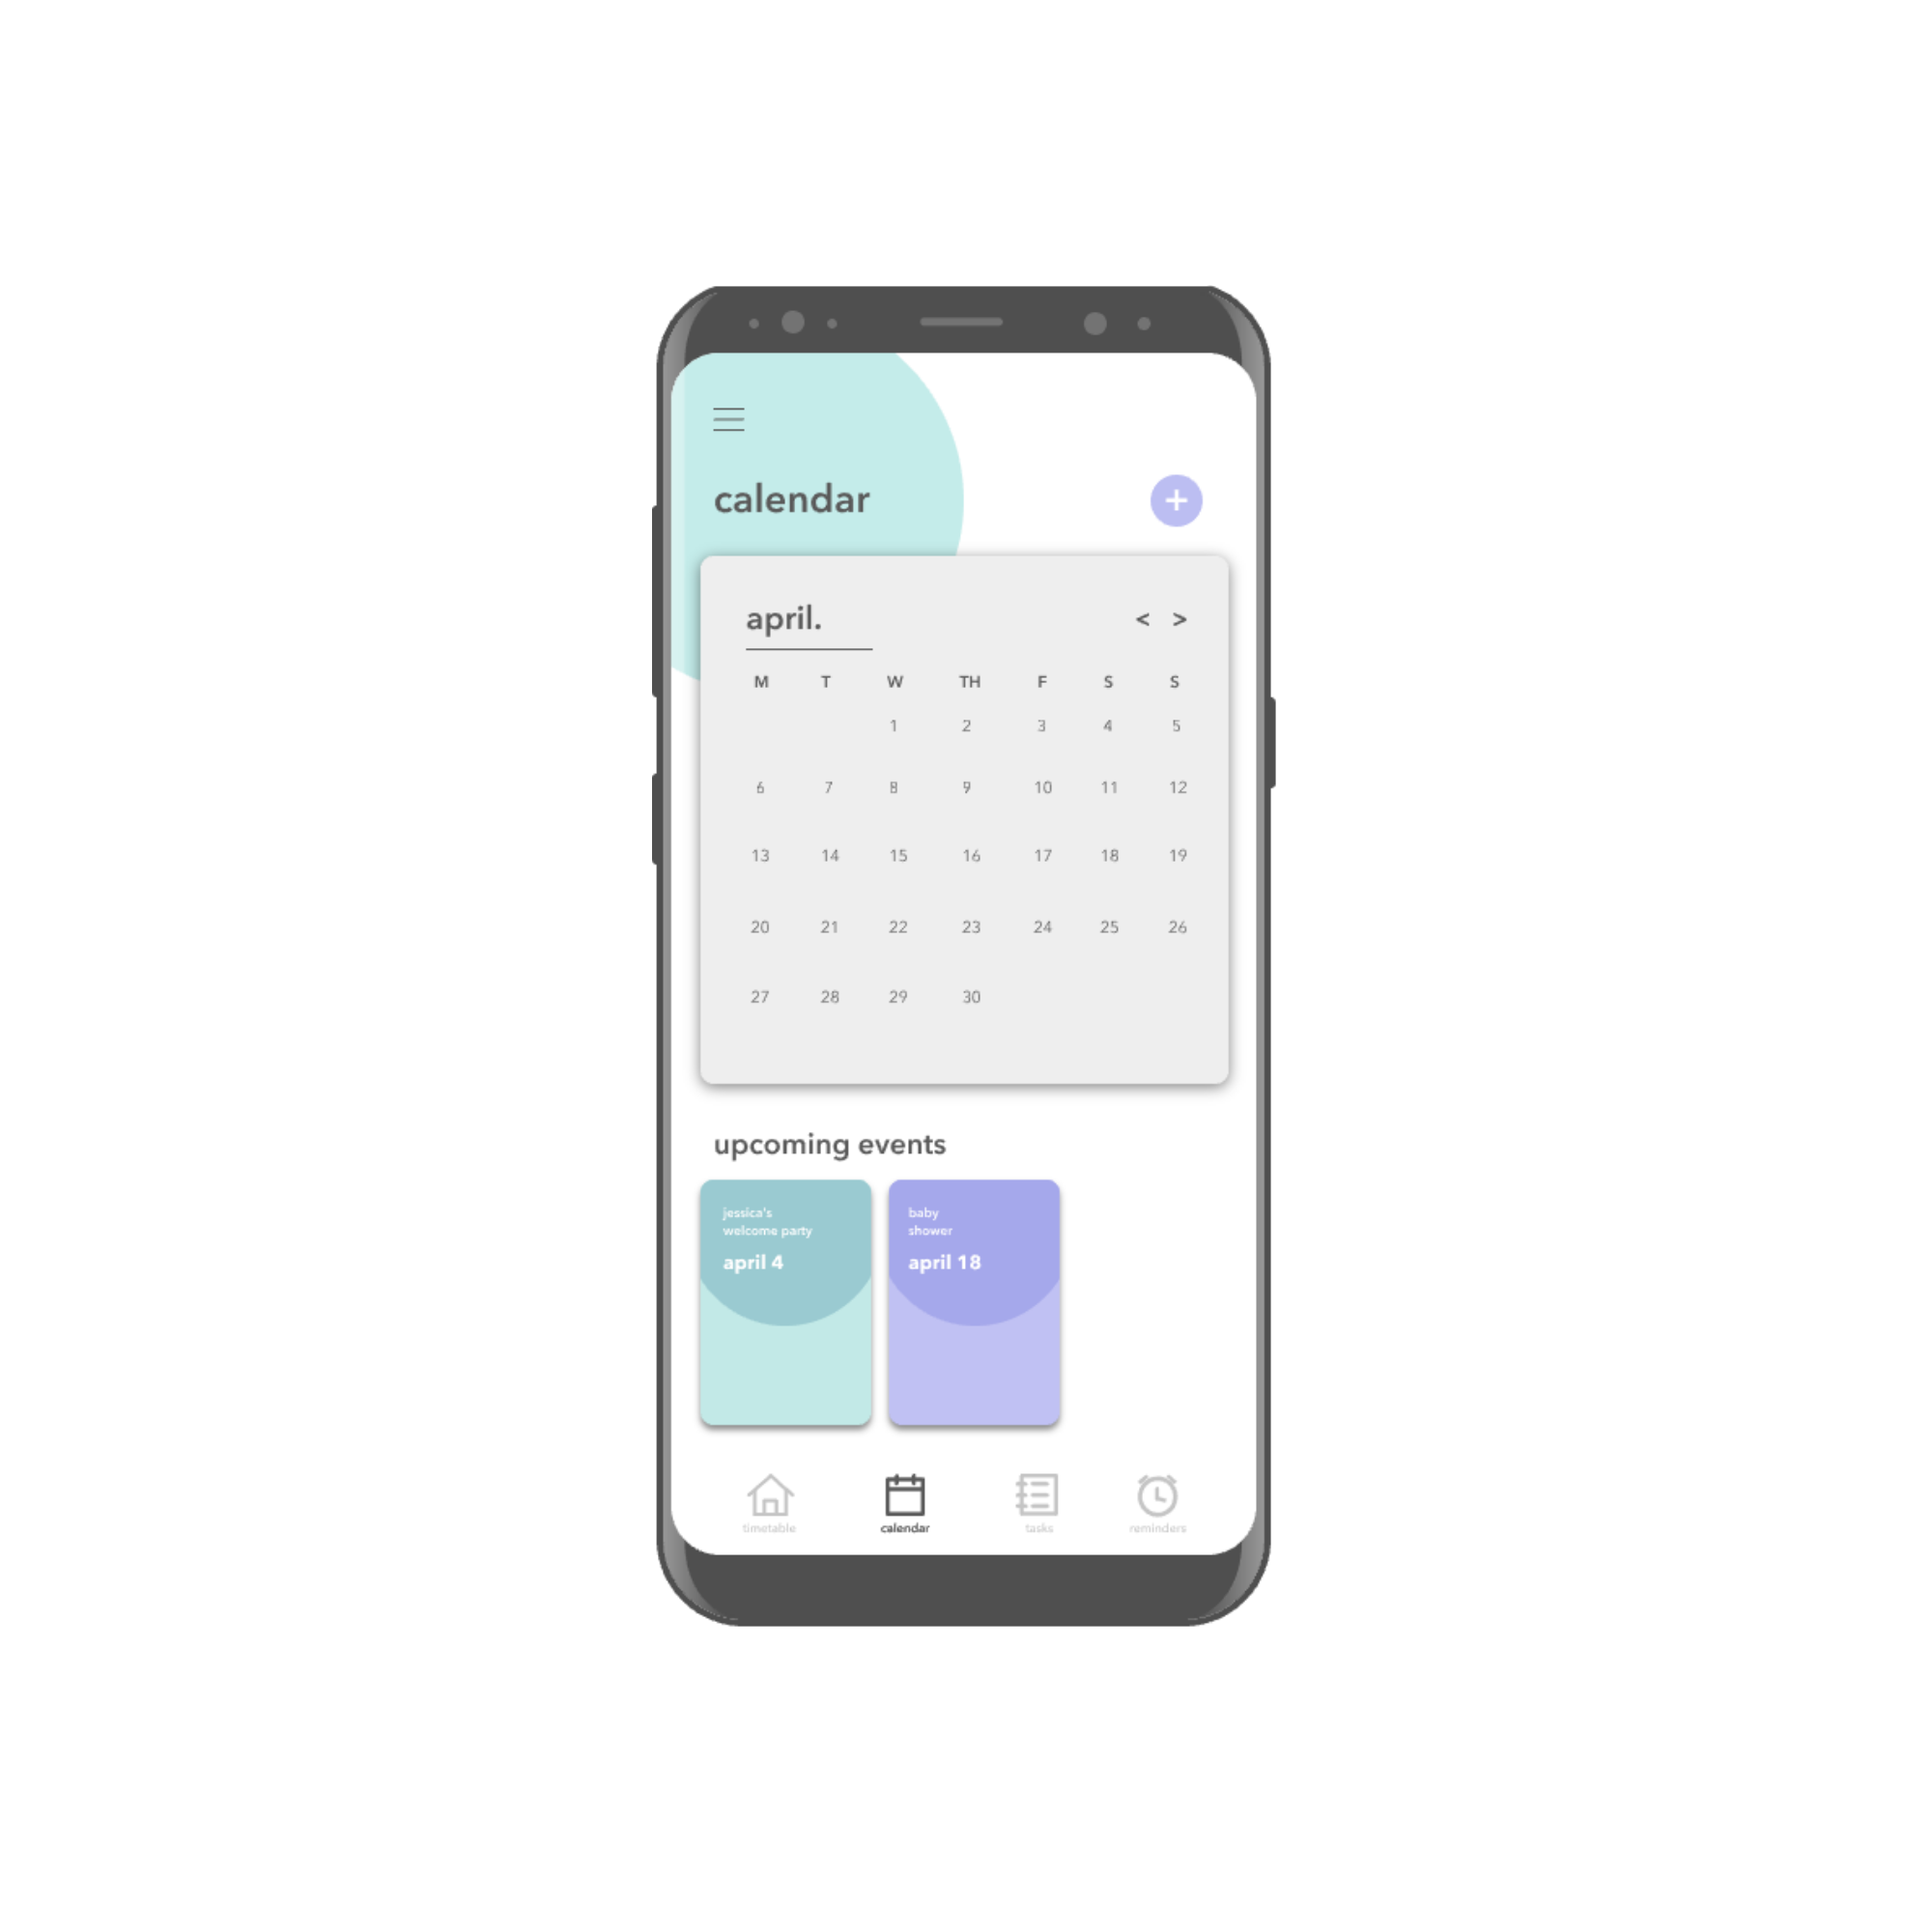 calendar
+
april.
< >
M T W TH F S S
1 2 3 4 5
6 7 8 9 10 11 12
13 14 15 16 17 18 19
20 21 22 23 24 25 26
27 28 29 30
upcoming events
jessica's
welcome party
april 4
baby
shower
april 18
timetable calendar tasks reminders